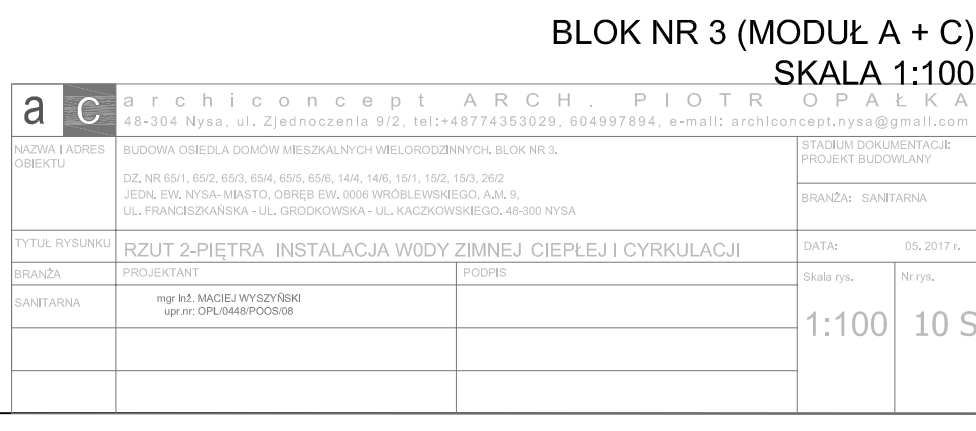 BLOK NR 3 (MODUŁ A + C)
SKALA 1:100
a c archiconcept ARCH. PIOTR OPAŁKA
48-304 Nysa, ul. Zjednoczenia 9/2, tel:+48774353029, 604997894, e-mail: archiconcept.nysa@gmail.com
NAZWA I ADRES OBIEKTU
BUDOWA OSIEDLA DOMÓW MIESZKALNYCH WIELORODZINNYCH. BLOK NR 3.
DZ. NR 65/1, 65/2, 65/3, 65/4, 65/5, 65/6, 14/4, 14/6, 15/1, 15/2, 15/3, 26/2
JEDN. EW. NYSA- MIASTO, OBRĘB EW. 0006 WRÓBLEWSKIEGO, A.M. 9,
UL. FRANCISZKAŃSKA - UL. GRODKOWSKA - UL. KACZKOWSKIEGO. 48-300 NYSA
STADIUM DOKUMENTACJI:
PROJEKT BUDOWLANY
BRANŻA: SANITARNA
TYTUŁ RYSUNKU
RZUT 2-PIĘTRA INSTALACJA W0DY ZIMNEJ CIEPŁEJ I CYRKULACJI
DATA: 05. 2017 r.
BRANŻA PROJEKTANT PODPIS
Skala rys. Nr rys.
SANITARNA
mgr inż. MACIEJ WYSZYŃSKI
upr.nr: OPL/0448/POOS/08
1:100 10 S